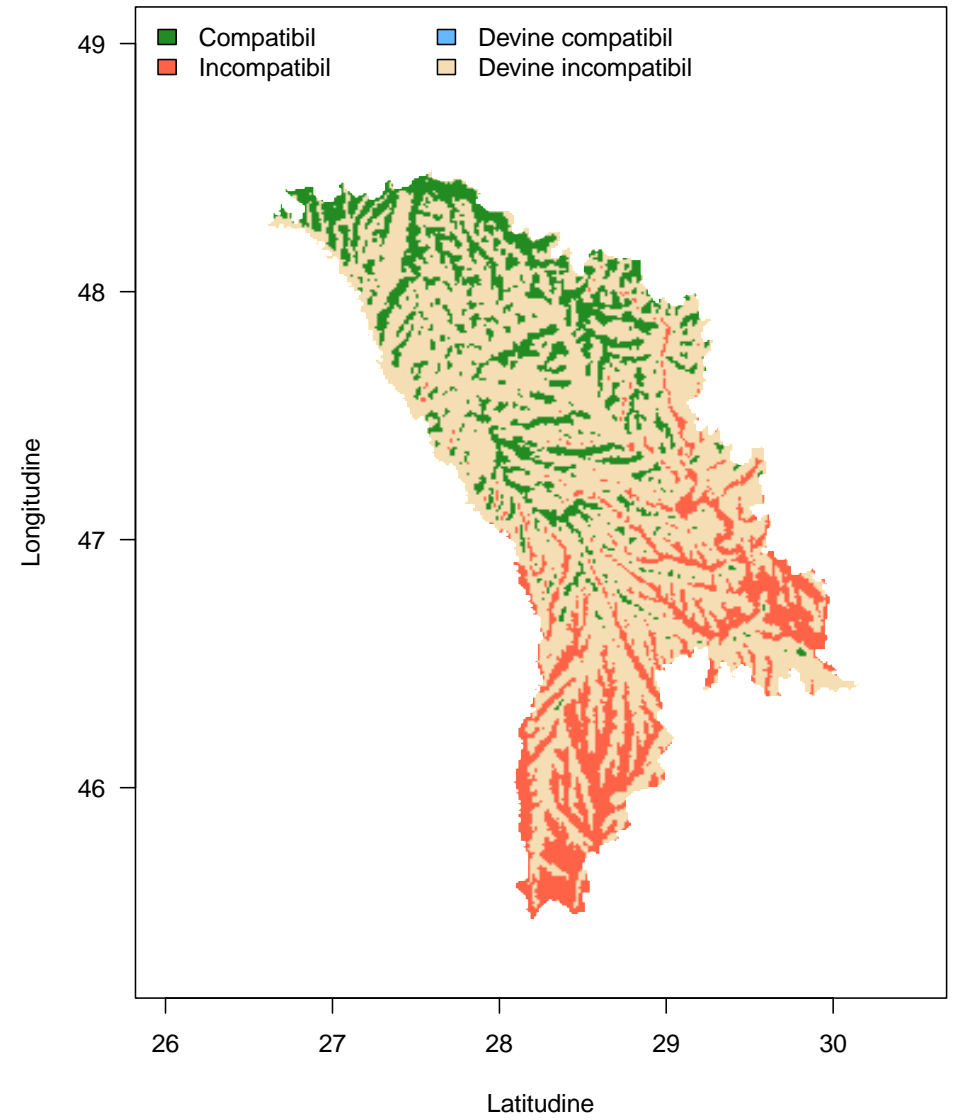 Compatibil
Incompatibil
Devine compatibil
Devine incompatibil
49
48
47
46
Longitudine
26 27 28 29 30
Latitudine